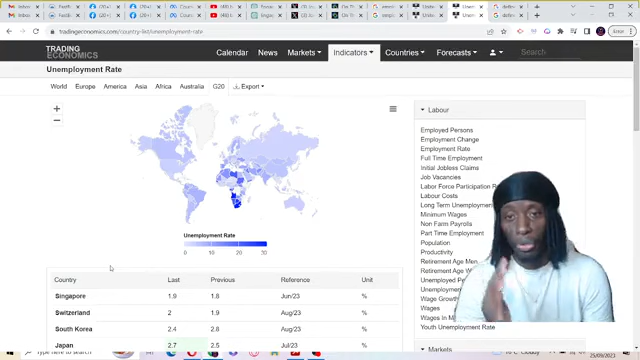 tradingeconomics.com/country-list/unemployment-rate
TRADING
ECONOMICS
Calendar News Markets Indicators Countries Forecasts Search
Unemployment Rate
World Europe America Asia Africa Australia G20 Export
Unemployment Rate
0 10 20 30
Country Last Previous Reference Unit
Singapore 1.9 1.8 Jun/23 %
Switzerland 2 1.9 Aug/23 %
South Korea 2.4 2.8 Aug/23 %
Japan 2.7 2.5 Jul/23 %
Labour
Employed Persons
Employment Change
Employment Rate
Full Time Employment
Initial Jobless Claims
Job Vacancies
Labor Force Participation
Labour Costs
Long Term Unemployment
Minimum Wages
Non Farm Payrolls
Part Time Employment
Population
Productivity
Retirement Age Men
Retirement Age
Unemployed
Unemployment
Wage Growth
Wages
Wages In
Youth Unemployment Rate
Markets
Type here to search
Cloudy
25/09/2023